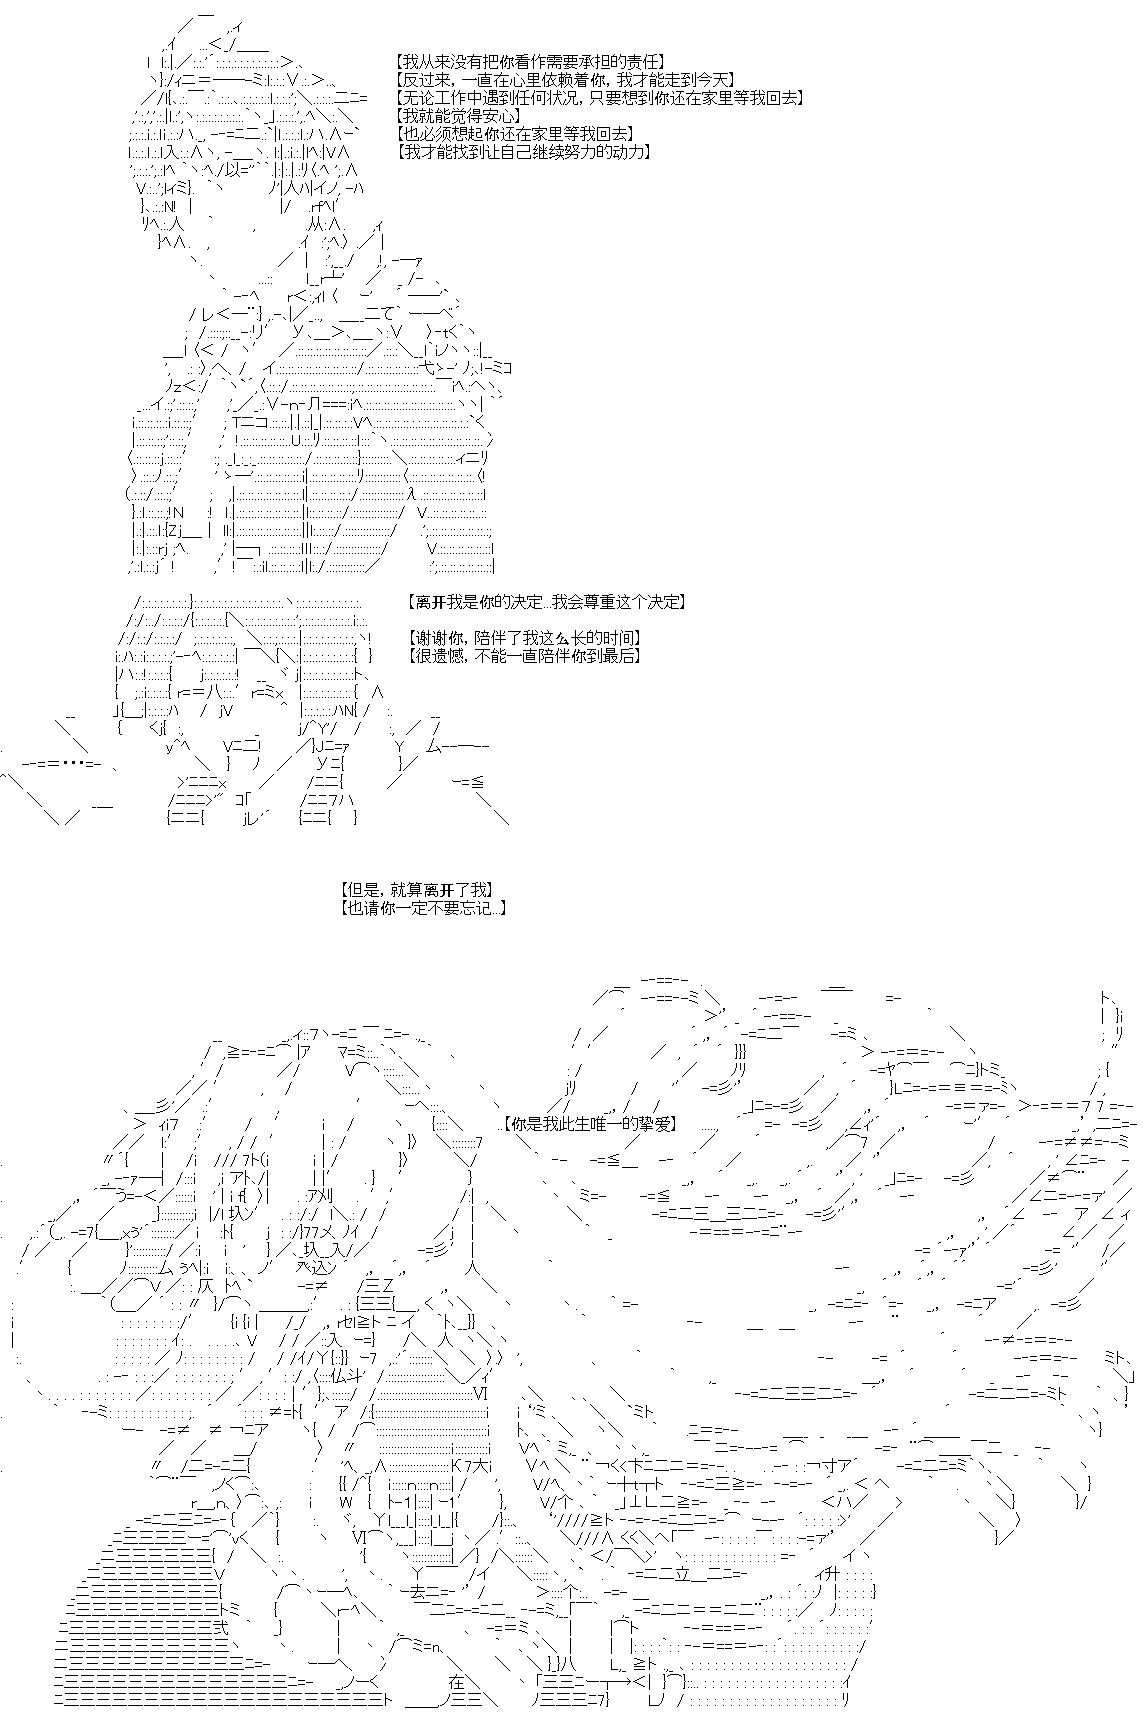 【我从来没有把你看作需要承担的责任】
【反过来，一直在心里依赖着你，我才能走到今天】
【无论工作中遇到任何状况，只要想到你还在家里等我回去】
【我就能觉得安心】
【也必须想起你还在家里等我回去】
【我才能找到让自己继续努力的动力】
【离开我是你的决定...我会尊重这个决定】
【谢谢你，陪伴了我这么长的时间】
【很遗憾，不能一直陪伴你到最后】
【但是，就算离开了我】
【也请你一定不要忘记...】
..【你是我此生唯一的挚爱】